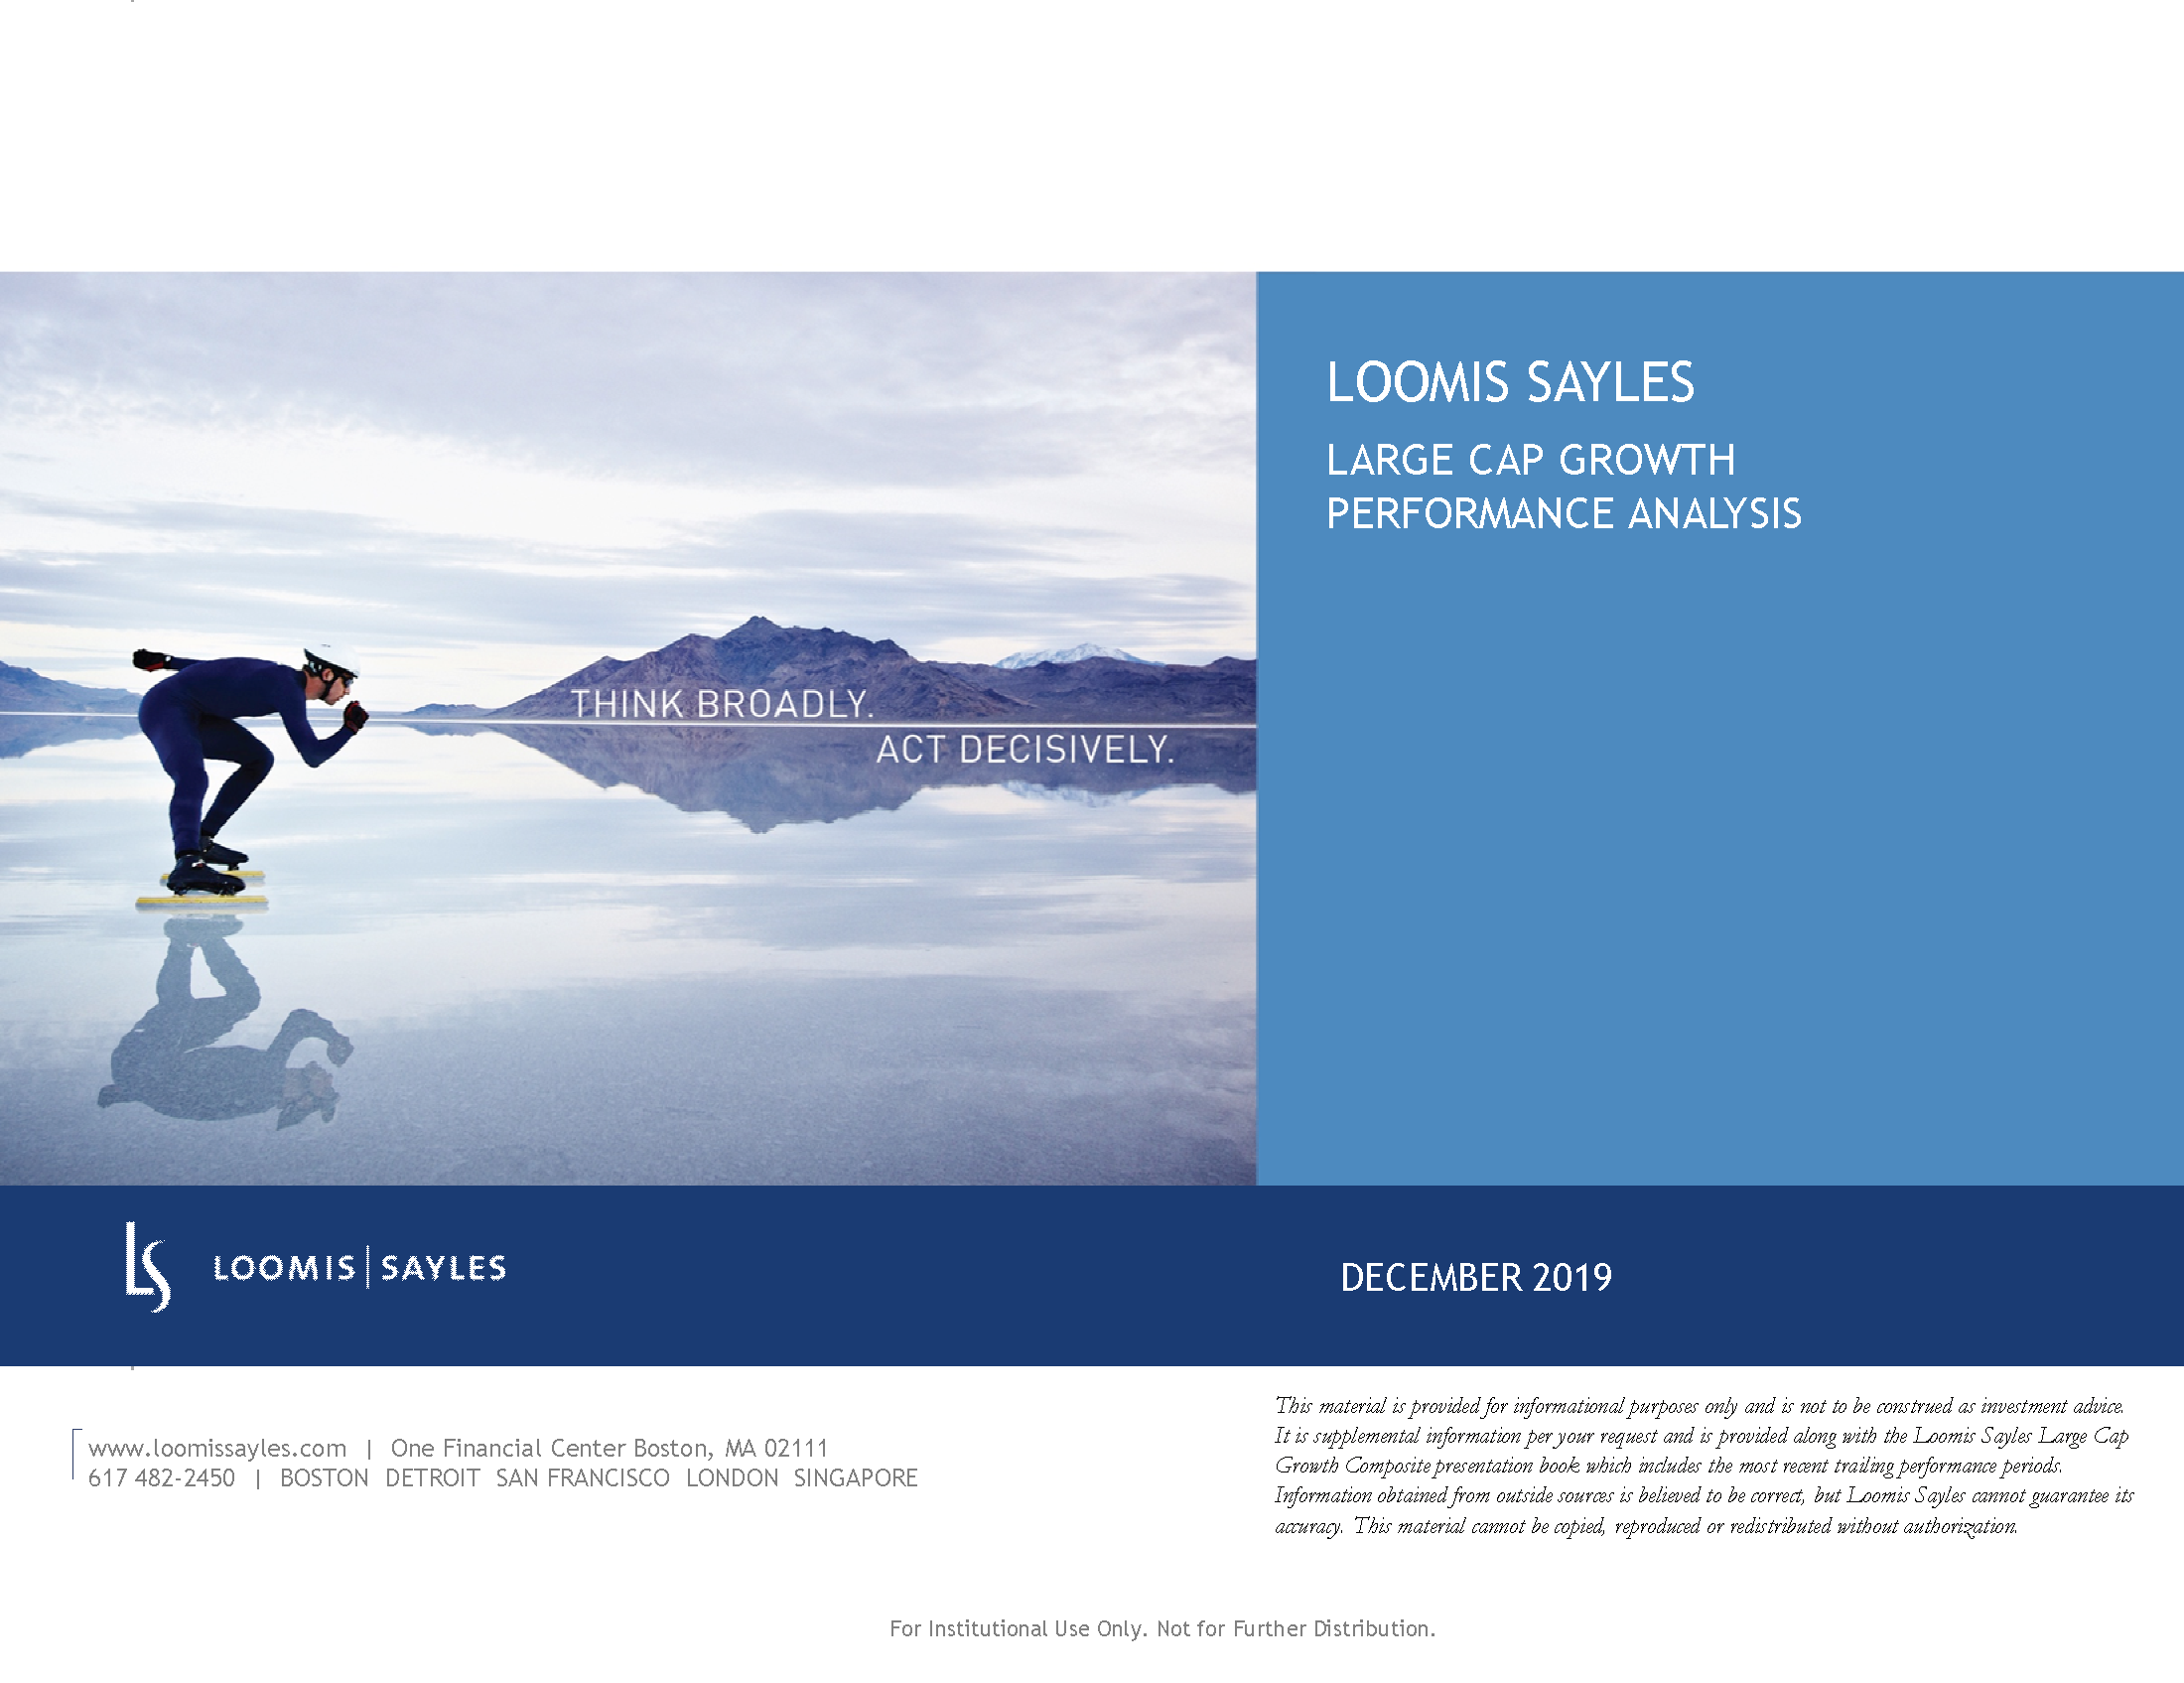 LOOMIS SAYLES
LARGE CAP GROWTH
PERFORMANCE ANALYSIS
THINK BROADLY.
ACT DECISIVELY.
LS LOOMIS|SAYLES
DECEMBER 2019
www.loomissayles.com | One Financial Center Boston, MA 02111
617 482-2450 | BOSTON DETROIT SAN FRANCISCO LONDON SINGAPORE
This material is provided for informational purposes only and is not to be construed as investment advice.
It is supplemental information per your request and is provided along with the Loomis Sayles Large Cap
Growth Composite presentation book which includes the most recent trailing performance periods.
Information obtained from outside sources is believed to be correct, but Loomis Sayles cannot guarantee its
accuracy. This material cannot be copied, reproduced or redistributed without authorization.
For Institutional Use Only. Not for Further Distribution.